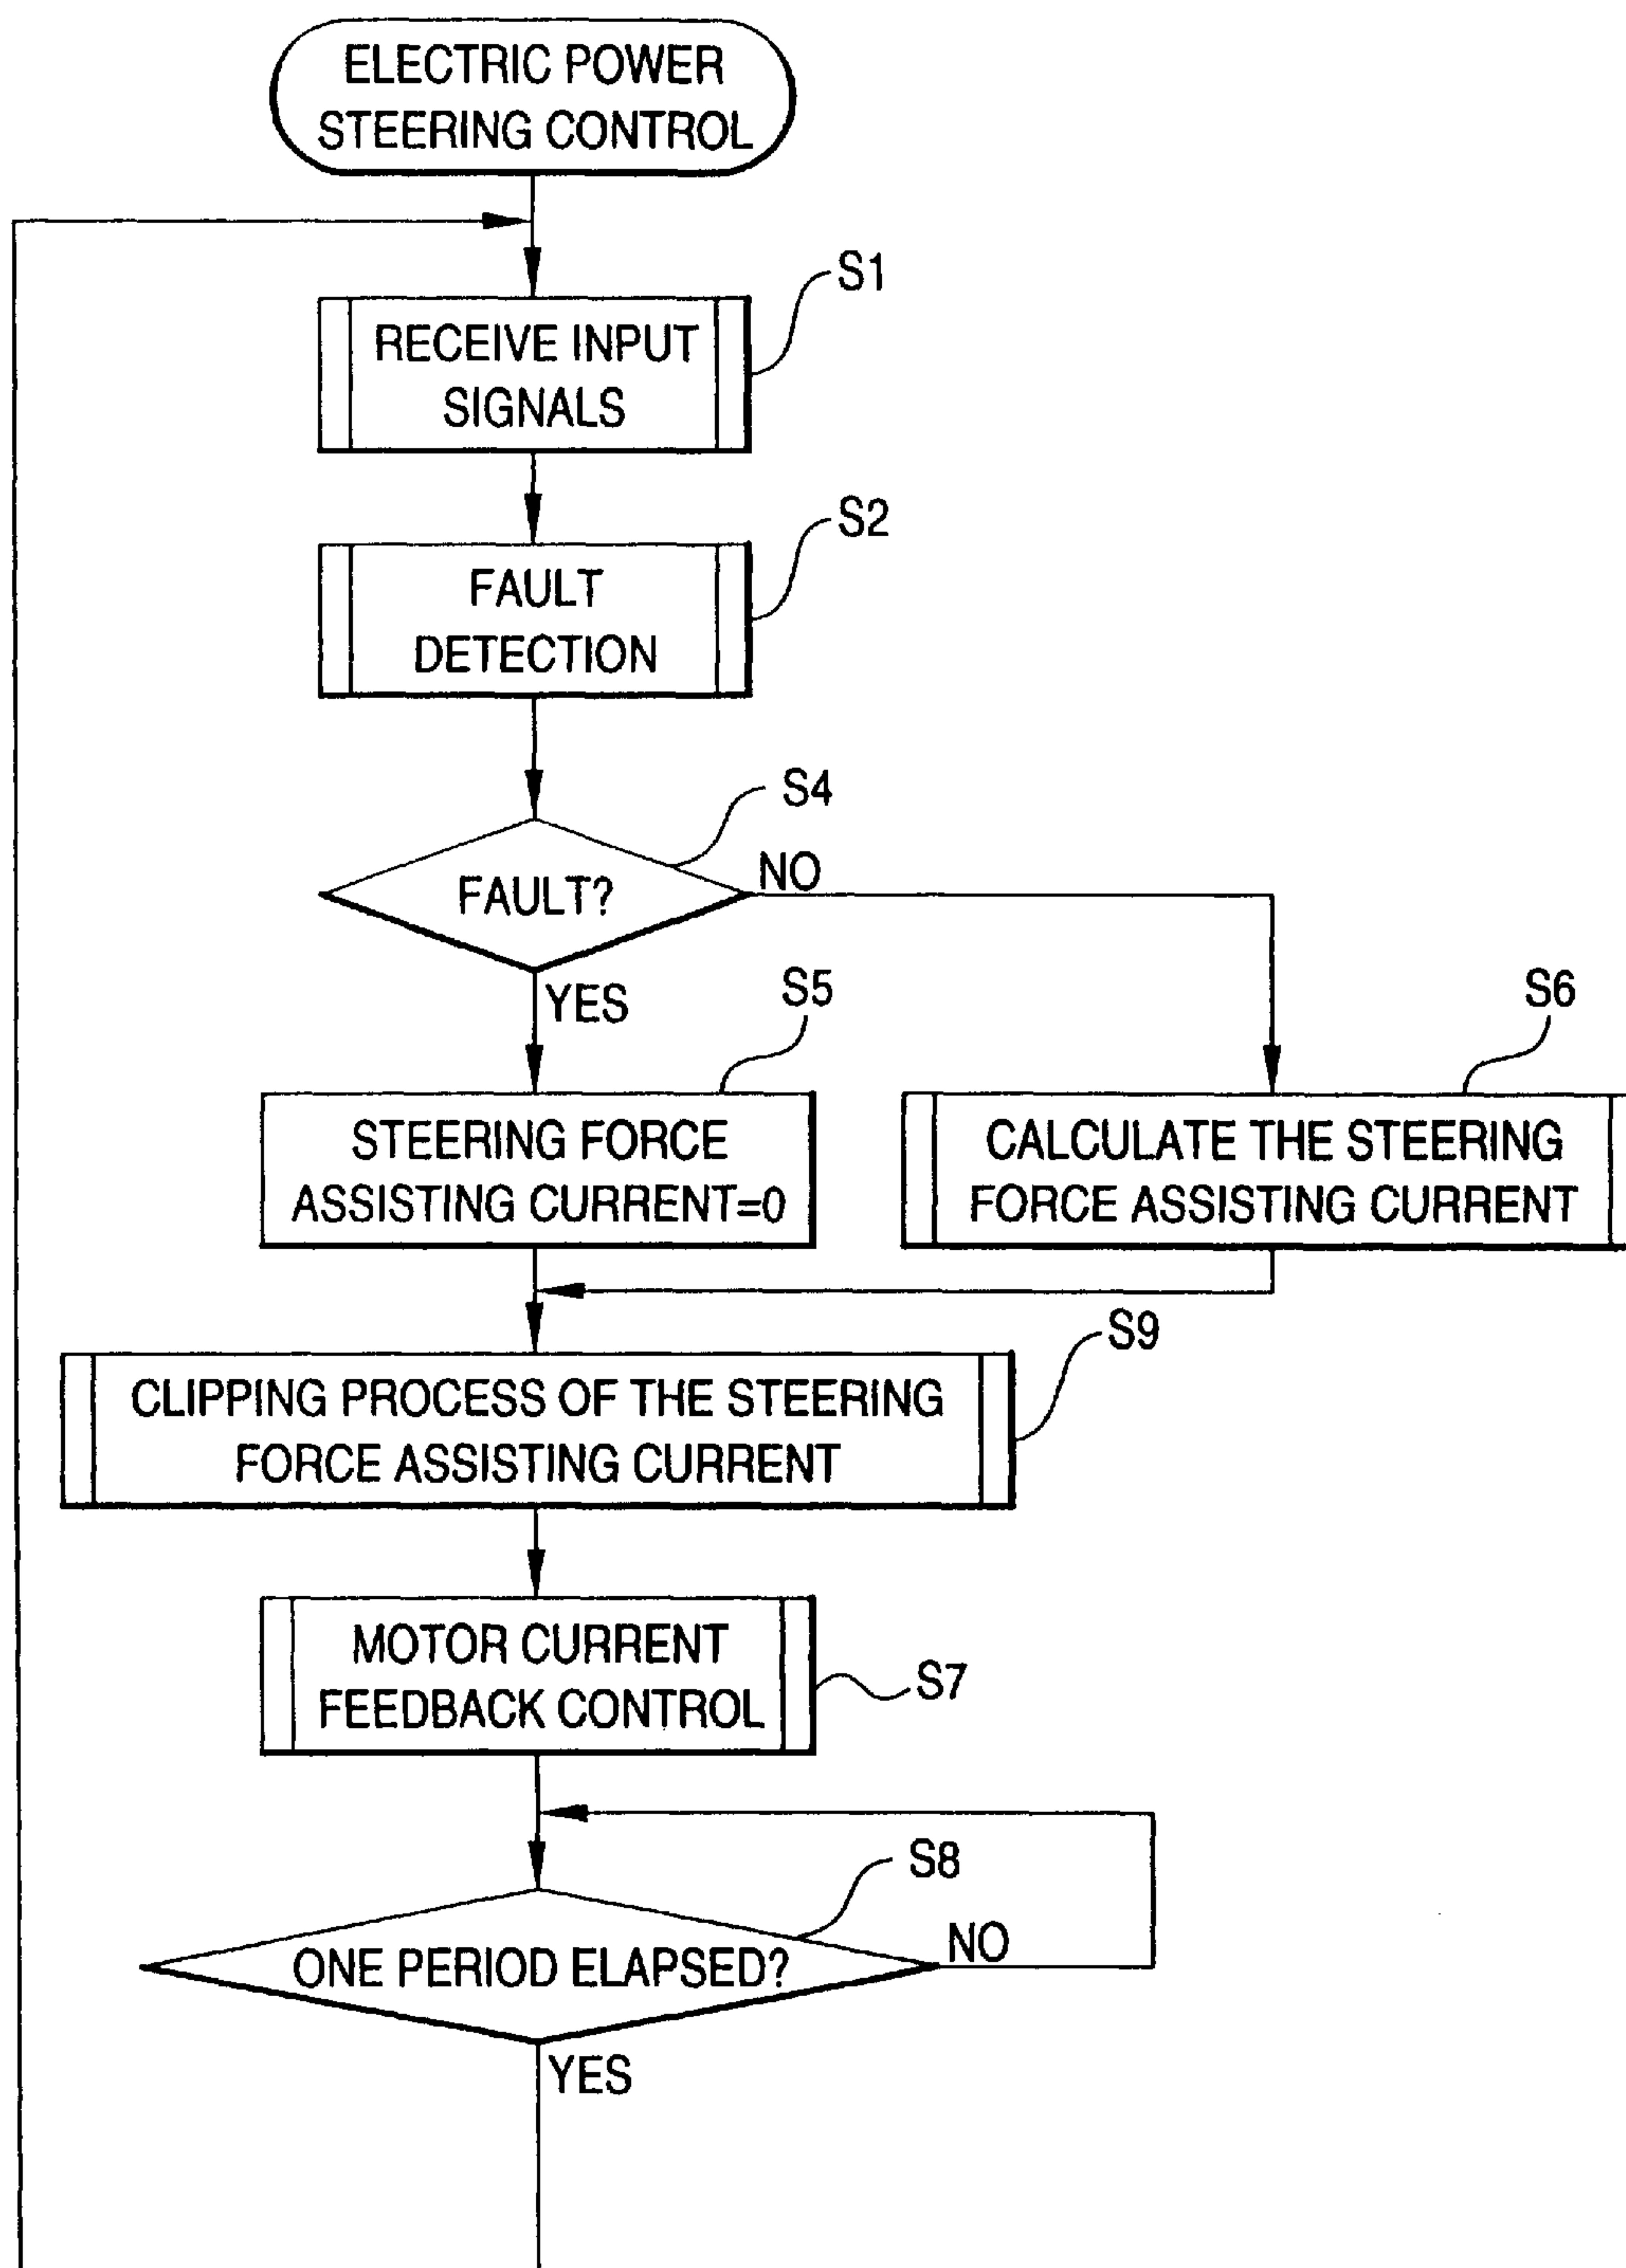 ELECTRIC POWER
STEERING CONTROL
S1
RECEIVE INPUT
SIGNALS
S2
FAULT
DETECTION
S4
FAULT?
NO
YES
S5
S6
STEERING FORCE
ASSISTING CURRENT=0
CALCULATE THE STEERING
FORCE ASSISTING CURRENT
S9
CLIPPING PROCESS OF THE STEERING
FORCE ASSISTING CURRENT
MOTOR CURRENT
FEEDBACK CONTROL
S7
S8
ONE PERIOD ELAPSED?
NO
YES